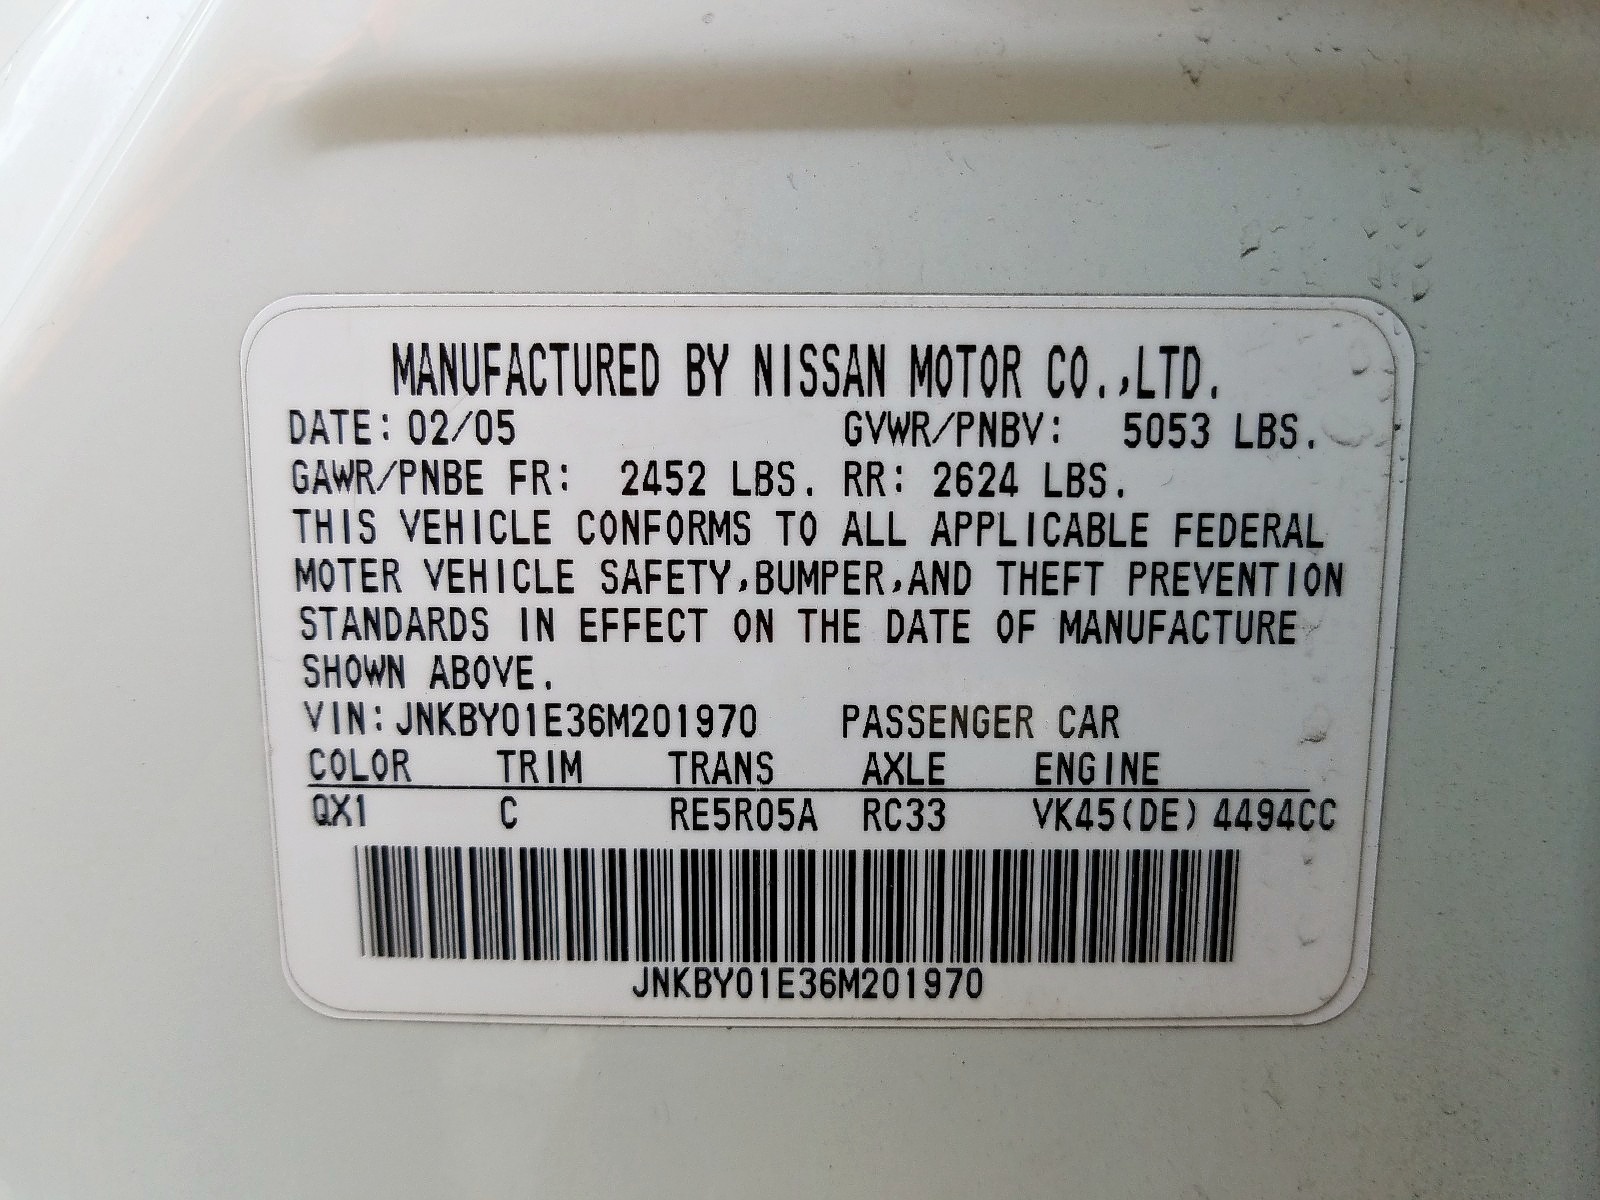 MANUFACTURED BY NISSAN MOTOR CO.,LTD.
DATE: 02/05 GVWR/PNBV: 5053 LBS.
GAWR/PNBE FR: 2452 LBS. RR: 2624 LBS.
THIS VEHICLE CONFORMS TO ALL APPLICABLE FEDERAL
MOTER VEHICLE SAFETY,BUMPER,AND THEFT PREVENTION
STANDARDS IN EFFECT ON THE DATE OF MANUFACTURE
SHOWN ABOVE.
VIN: JNKBY01E36M201970 PASSENGER CAR
COLOR TRIM TRANS AXLE ENGINE
QX1 C RE5R05A RC33 VK45(DE) 4494CC
JNKBY01E36M201970